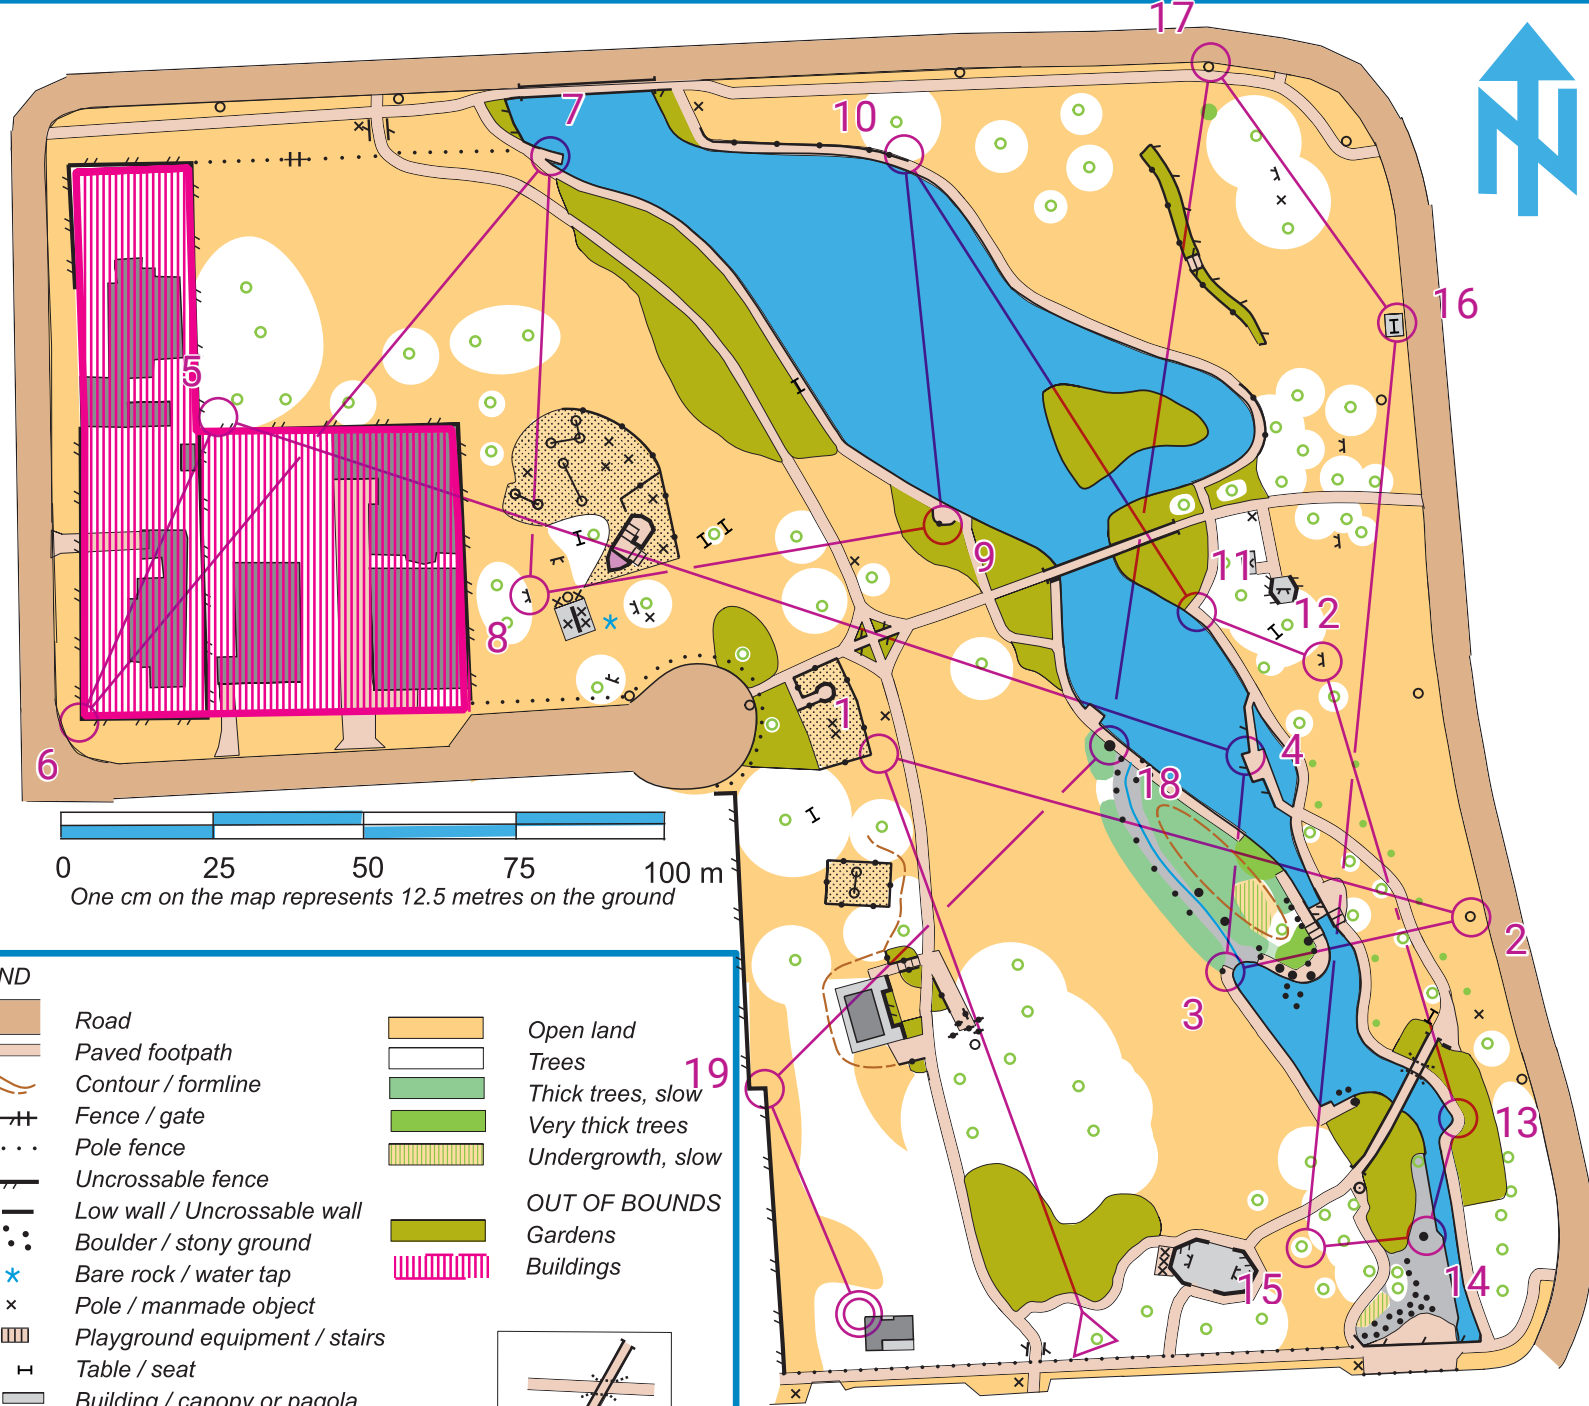 17
7
10
16
5
9
11
12
8
1
4
18
6
0 25 50 75 100 m
One cm on the map represents 12.5 metres on the ground
2
3
19
13
14
15
N
ND
Road
Paved footpath
Contour / formline
Fence / gate
Pole fence
Uncrossable fence
Low wall / Uncrossable wall
Boulder / stony ground
Bare rock / water tap
Pole / manmade object
Playground equipment / stairs
Table / seat
Building / canopy or pagola
Open land
Trees
Thick trees, slow
Very thick trees
Undergrowth, slow
OUT OF BOUNDS
Gardens
Buildings